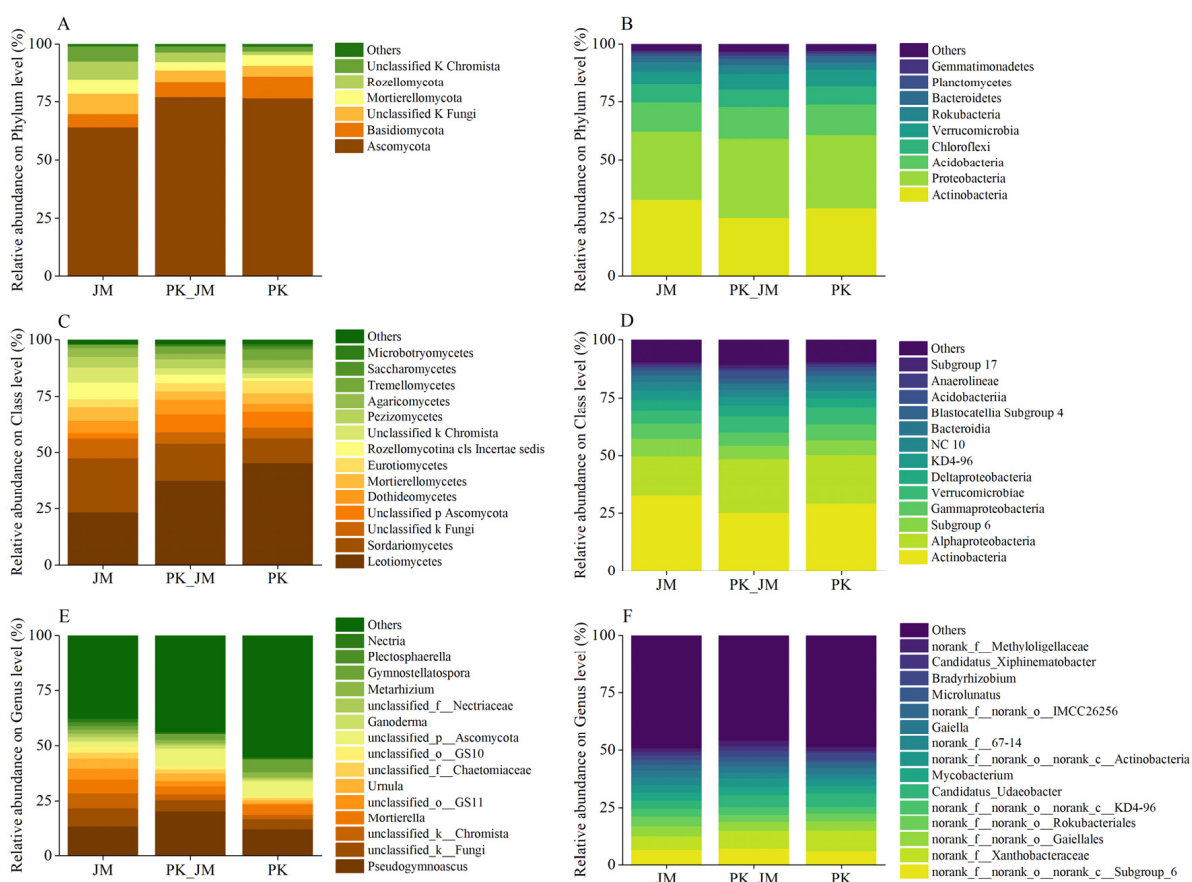 A
Relative abundance on Phylum level (%)
100
75
50
25
0
JM
PK_JM
PK
Others
Unclassified K Chromista
Rozellomycota
Mortierellomycota
Unclassified K Fungi
Basidiomycota
Ascomycota
B
Relative abundance on Phylum level (%)
100
75
50
25
0
JM
PK_JM
PK
Others
Gemmatimonadetes
Planctomycetes
Bacteroidetes
Rokubacteria
Verrucomicrobia
Chloroflexi
Acidobacteria
Proteobacteria
Actinobacteria
C
Relative abundance on Class level (%)
100
75
50
25
0
JM
PK_JM
PK
Others
Microbotryomycetes
Saccharomycetes
Tremellomycetes
Agaricomycetes
Pezizomycetes
Unclassified k Chromista
Rozellomycotina cls Incertae sedis
Eurotiomycetes
Mortierellomycetes
Dothideomycetes
Unclassified p Ascomycota
Unclassified k Fungi
Sordariomycetes
Leotiomycetes
D
Relative abundance on Class level (%)
100
75
50
25
0
JM
PK_JM
PK
Others
Subgroup 17
Anaerolineae
Acidobacteriia
Blastocatellia Subgroup 4
Bacteroidia
NC 10
KD4-96
Deltaproteobacteria
Verrucomicrobiae
Gammaproteobacteria
Subgroup 6
Alphaproteobacteria
Actinobacteria
E
Relative abundance on Genus level (%)
100
75
50
25
0
JM
PK_JM
PK
Others
Nectria
Plectosphaerella
Gymnostellatospora
Metarhizium
unclassified_f__Nectriaceae
Ganoderma
unclassified_p__Ascomycota
unclassified_o__GS10
unclassified_f__Chaetomiaceae
Urnula
unclassified_o__GS11
Mortierella
unclassified_k__Chromista
unclassified_k__Fungi
Pseudogymnoascus
F
Relative abundance on Genus level (%)
100
75
50
25
0
JM
PK_JM
PK
Others
norank_f__Methyloligellaceae
Candidatus_Xiphinematobacter
Bradyrhizobium
Microlunatus
norank_f__norank_o__IMCC26256
Gaiella
norank_f__67-14
norank_f__norank_o__norank_c__Actinobacteria
Mycobacterium
Candidatus_Udaeobacter
norank_f__norank_o__norank_c__KD4-96
norank_f__norank_o__Rokubacteriales
norank_f__norank_o__Gaiellales
norank_f__Xanthobacteraceae
norank_f__norank_o__norank_c__Subgroup_6